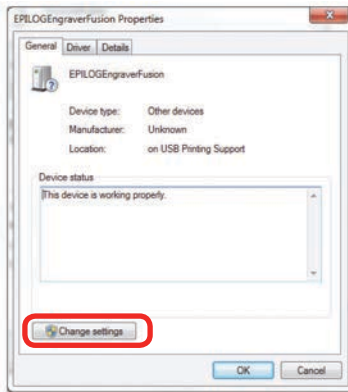 EPILOGEngraverFusion Properties
General Driver Details
EPILOGEngraverFusion
Device type: Other devices
Manufacturer: Unknown
Location: on USB Printing Support
Device status
This device is working properly.
Change settings
OK Cancel